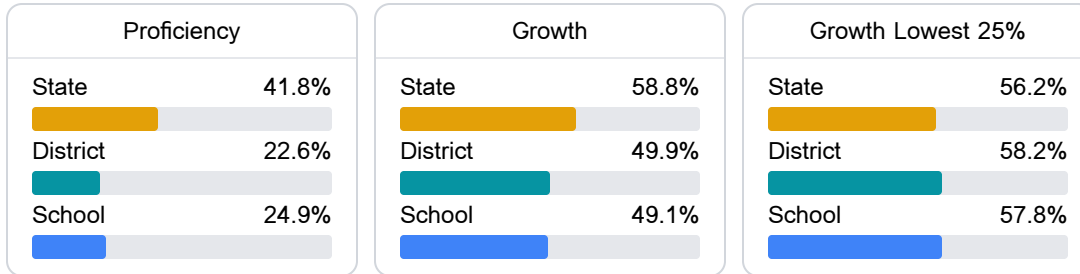 Proficiency
State 41.8%
District 22.6%
School 24.9%
Growth
State 58.8%
District 49.9%
School 49.1%
Growth Lowest 25%
State 56.2%
District 58.2%
School 57.8%